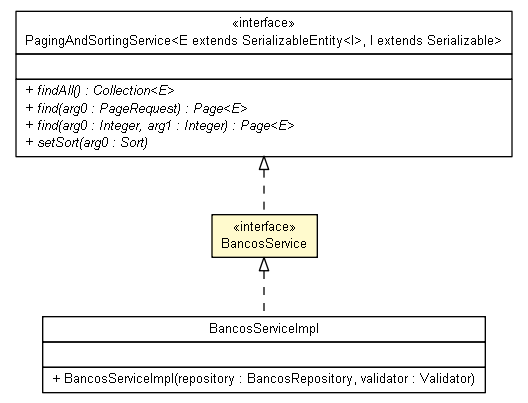 «interface»
PagingAndSortingService<E extends SerializableEntity<I>, I extends Serializable>
+ findAll() : Collection<E>
+ find(arg0 : PageRequest) : Page<E>
+ find(arg0 : Integer, arg1 : Integer) : Page<E>
+ setSort(arg0 : Sort)
«interface»
BancosService
BancosServiceImpl
+ BancosServiceImpl(repository : BancosRepository, validator : Validator)